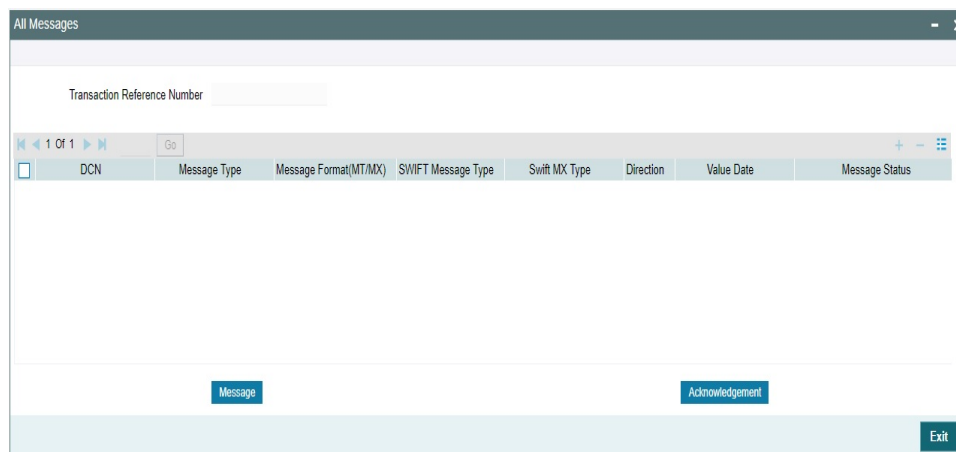 All Messages
Transaction Reference Number
1 Of 1 Go
DCN Message Type Message Format(MT/MX) SWIFT Message Type Swift MX Type Direction Value Date Message Status
Message Acknowledgement
Exit